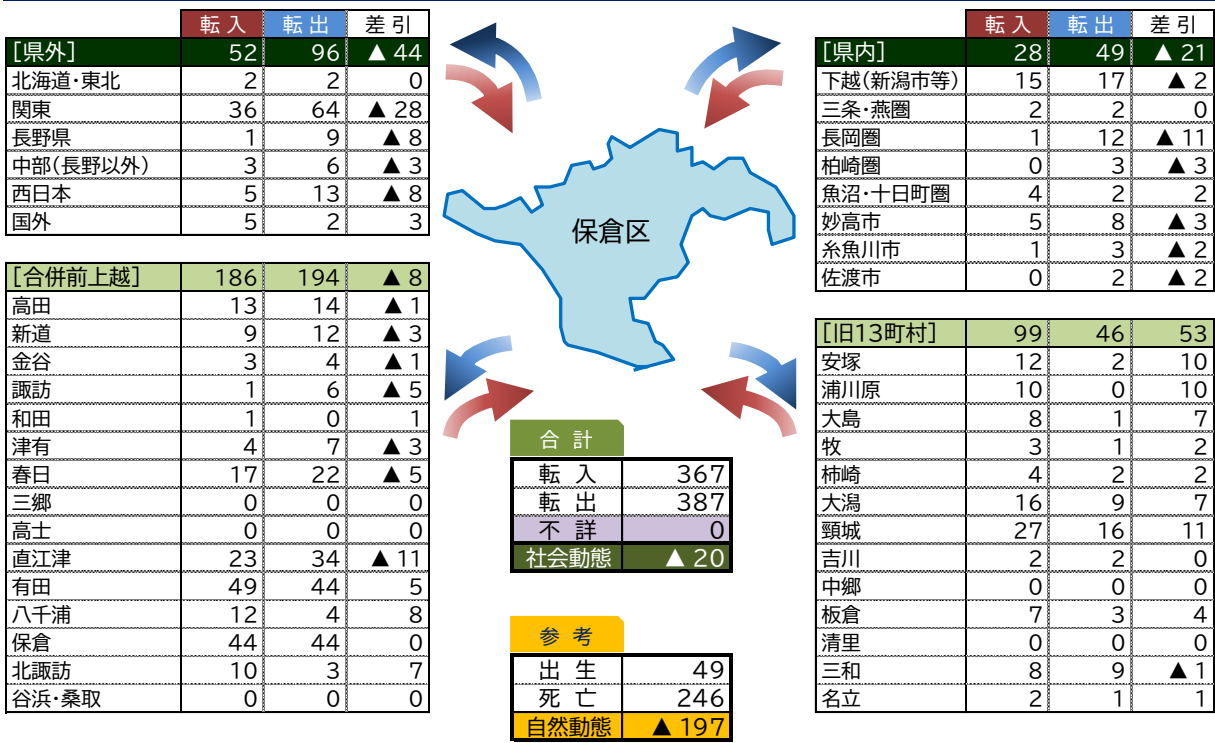 転 入 転 出 差 引
[県外] 52 96 ▲ 44
北海道・東北 2 2 0
関東 36 64 ▲ 28
長野県 1 9 ▲ 8
中部(長野以外) 3 6 ▲ 3
西日本 5 13 ▲ 8
国外 5 2 3
[合併前上越] 186 194 ▲ 8
高田 13 14 ▲ 1
新道 9 12 ▲ 3
金谷 3 4 ▲ 1
諏訪 1 6 ▲ 5
和田 1 0 1
津有 4 7 ▲ 3
春日 17 22 ▲ 5
三郷 0 0 0
高士 0 0 0
直江津 23 34 ▲ 11
有田 49 44 5
八千浦 12 4 8
保倉 44 44 0
北諏訪 10 3 7
谷浜・桑取 0 0 0
保倉区
合 計
転 入 367
転 出 387
不 詳 0
社会動態 ▲ 20
参 考
出 生 49
死 亡 246
自然動態 ▲ 197
転 入 転 出 差 引
[県内] 28 49 ▲ 21
下越(新潟市等) 15 17 ▲ 2
三条・燕圏 2 2 0
長岡圏 1 12 ▲ 11
柏崎圏 0 3 ▲ 3
魚沼・十日町圏 4 2 2
妙高市 5 8 ▲ 3
糸魚川市 1 3 ▲ 2
佐渡市 0 2 ▲ 2
[旧13町村] 99 46 53
安塚 12 2 10
浦川原 10 0 10
大島 8 1 7
牧 3 1 2
柿崎 4 2 2
大潟 16 9 7
頸城 27 16 11
吉川 2 2 0
中郷 0 0 0
板倉 7 3 4
清里 0 0 0
三和 8 9 ▲ 1
名立 2 1 1